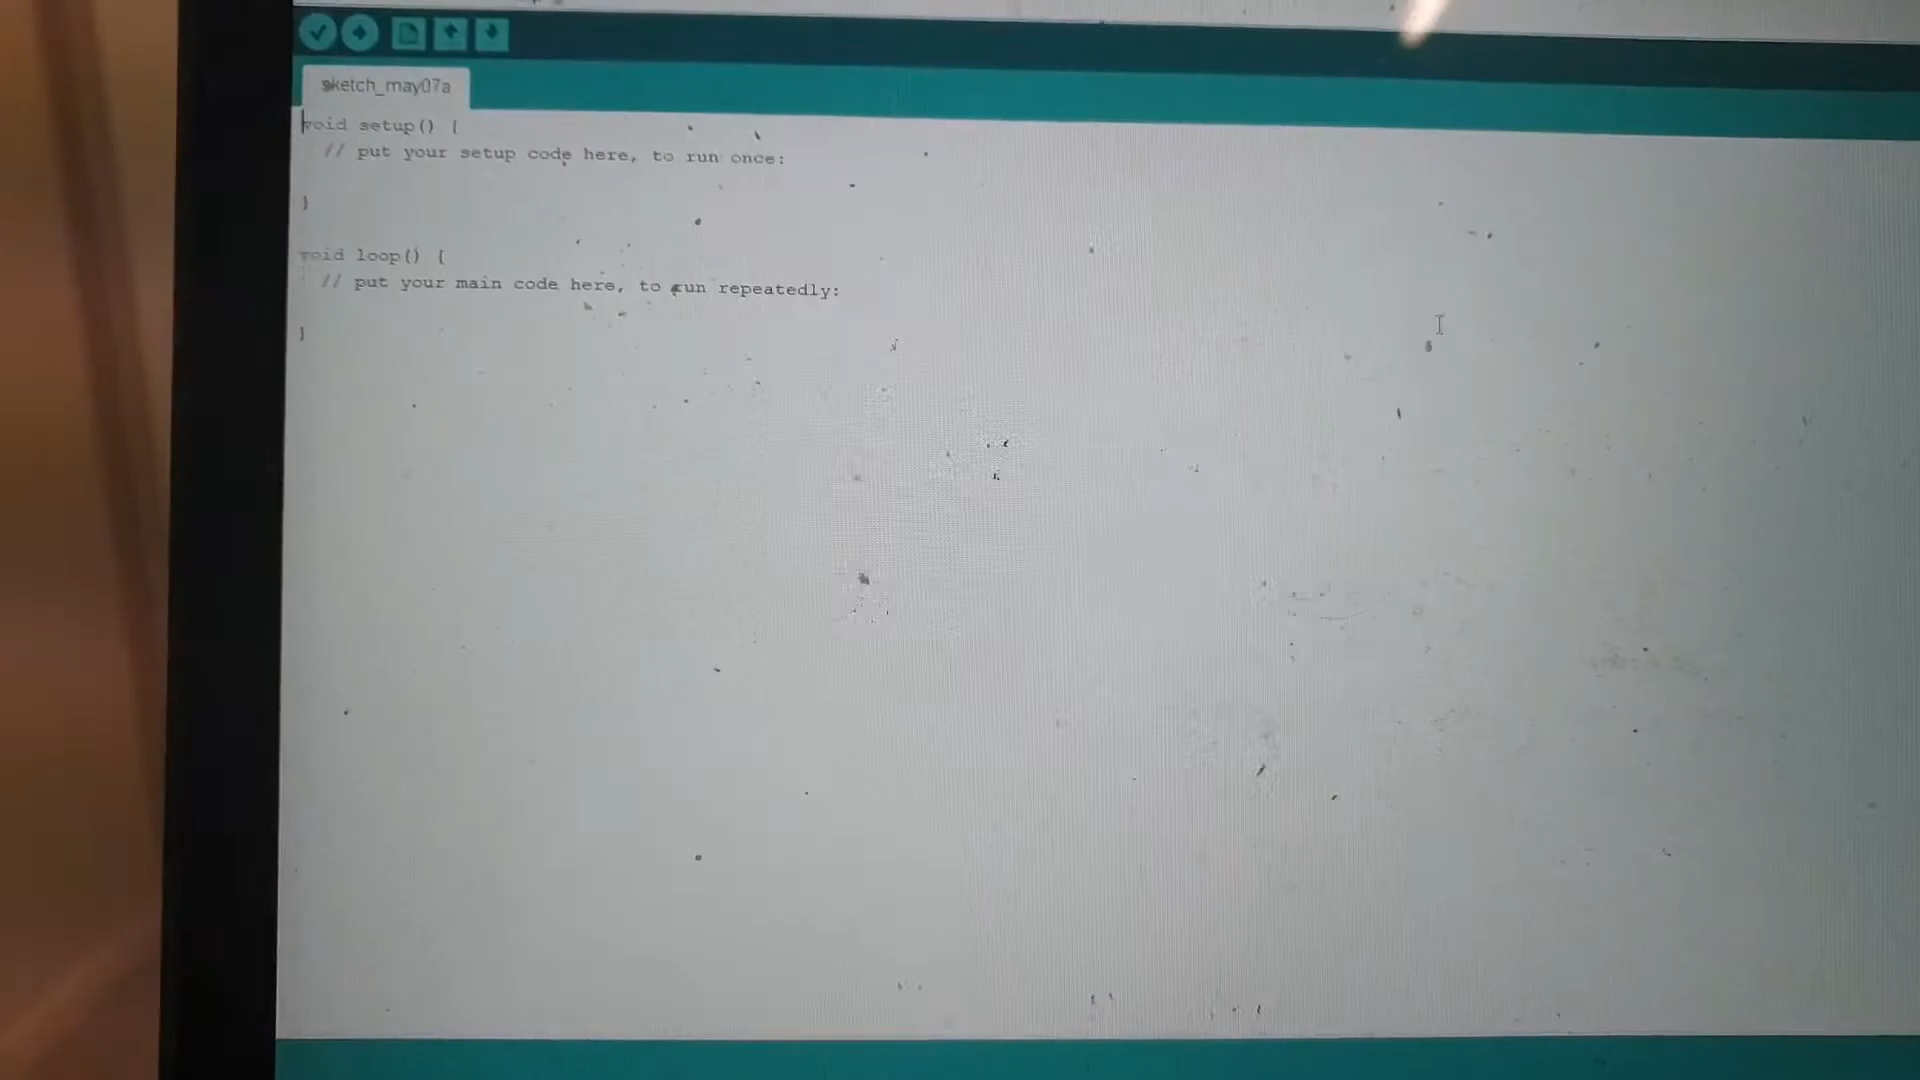 sketch_may07a
void setup() {
// put your setup code here, to run once:
}
void loop() {
// put your main code here, to run repeatedly:
}